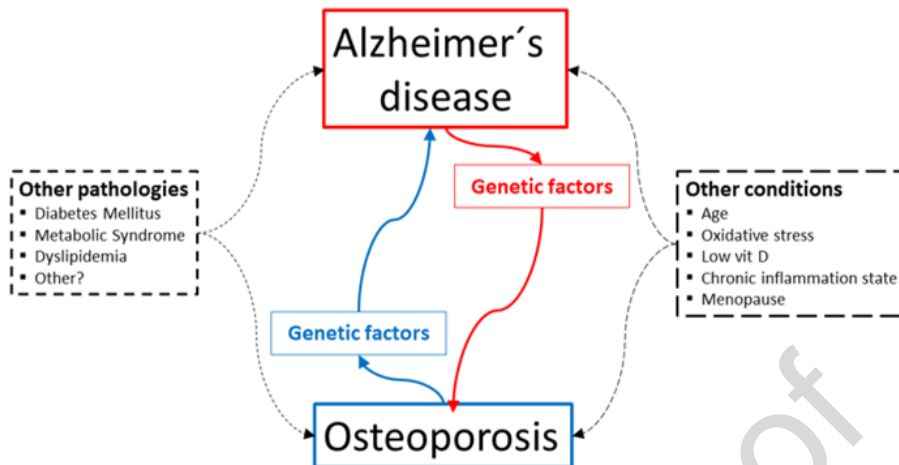 Alzheimer´s
disease
Other pathologies
▪ Diabetes Mellitus
▪ Metabolic Syndrome
▪ Dyslipidemia
▪ Other?
Genetic factors
Other conditions
▪ Age
▪ Oxidative stress
▪ Low vit D
▪ Chronic inflammation state
▪ Menopause
Genetic factors
Osteoporosis
of